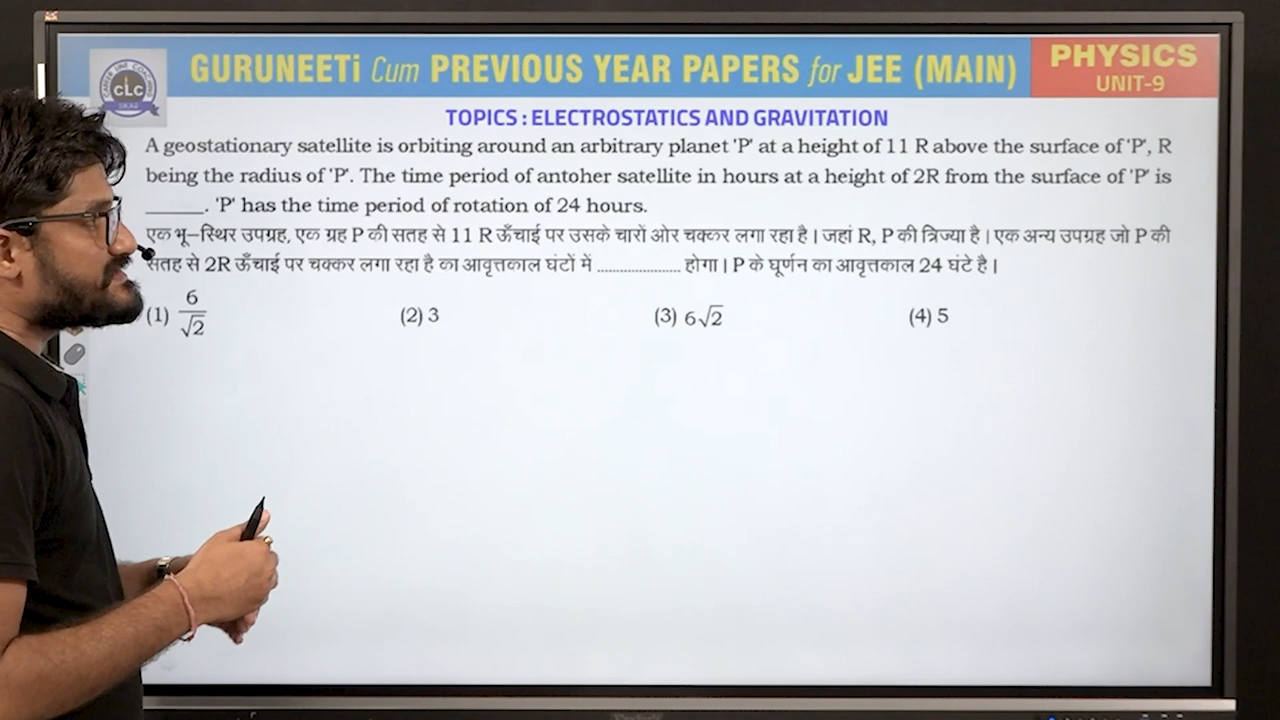 GURUNEETi Cum PREVIOUS YEAR PAPERS for JEE (MAIN)
PHYSICS
UNIT-9
CLC
TOPICS : ELECTROSTATICS AND GRAVITATION
A geostationary satellite is orbiting around an arbitrary planet 'P' at a height of 11 R above the surface of 'P', R
being the radius of 'P'. The time period of antoher satellite in hours at a height of 2R from the surface of 'P' is
______. 'P' has the time period of rotation of 24 hours.
एक भू–स्थिर उपग्रह, एक ग्रह P की सतह से 11 R ऊँचाई पर उसके चारों ओर चक्कर लगा रहा है। जहां R, P की त्रिज्या है। एक अन्य उपग्रह जो P की
सतह से 2R ऊँचाई पर चक्कर लगा रहा है का आवृत्तकाल घंटों में ........................ होगा। P के घूर्णन का आवृत्तकाल 24 घंटे है।
(1) 6/√2 (2) 3 (3) 6√2 (4) 5